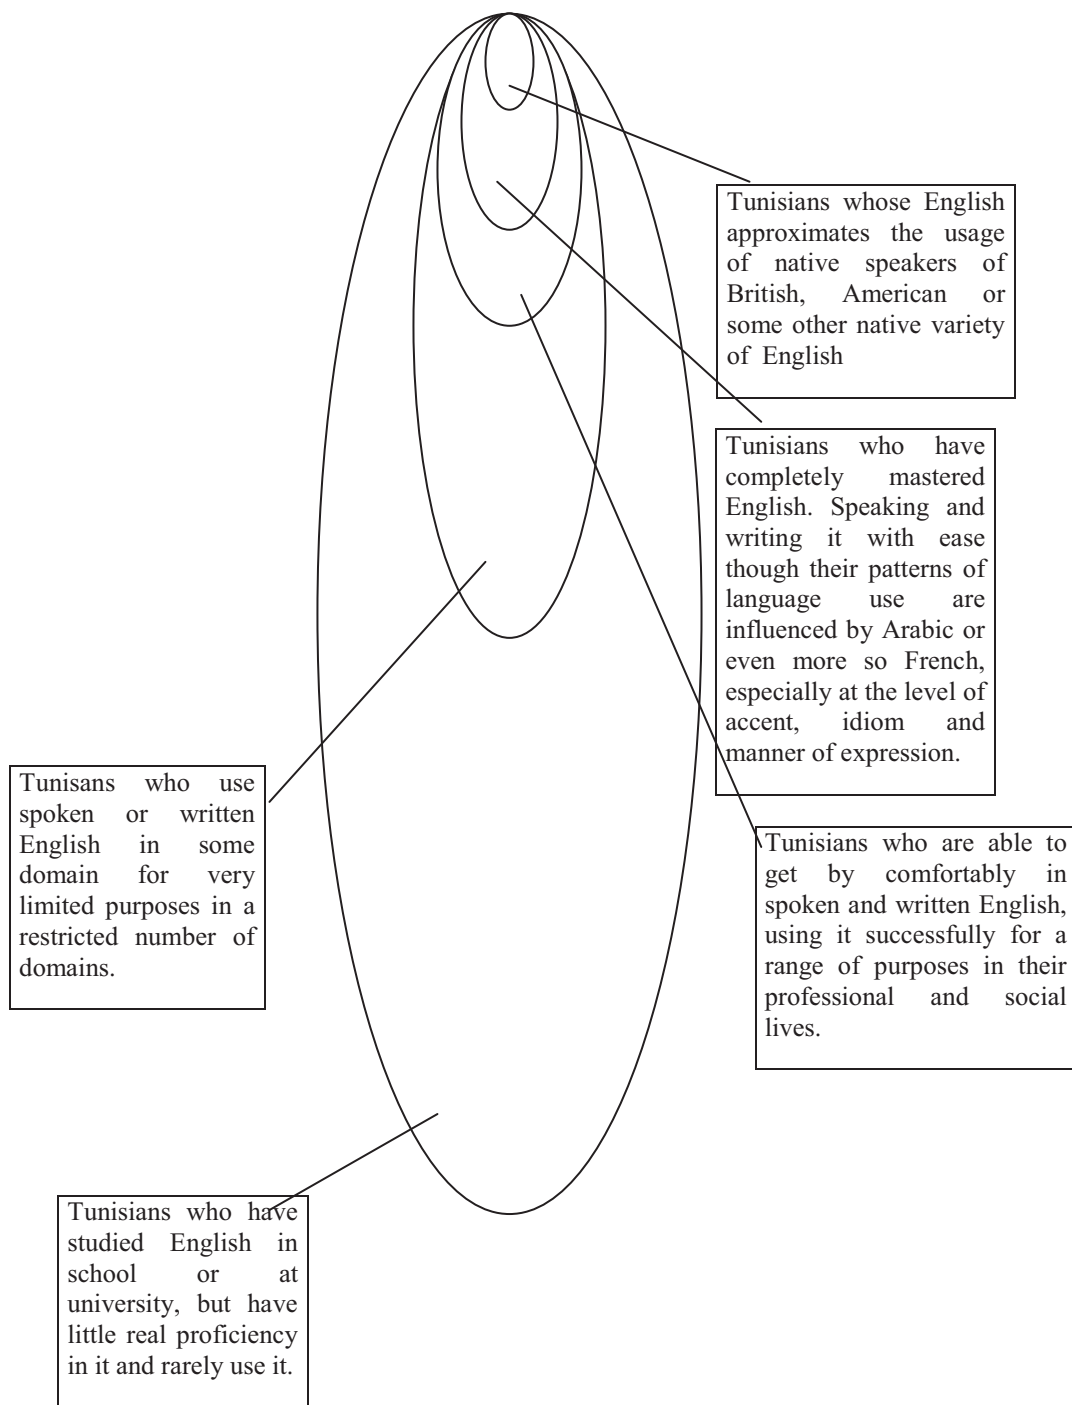 Tunisians whose English
approximates the usage
of native speakers of
British, American or
some other native variety
of English
Tunisians who have
completely mastered
English. Speaking and
writing it with ease
though their patterns of
language use are
influenced by Arabic or
even more so French,
especially at the level of
accent, idiom and
manner of expression.
Tunisans who use
spoken or written
English in some
domain for very
limited purposes in a
restricted number of
domains.
Tunisians who are able to
get by comfortably in
spoken and written English,
using it successfully for a
range of purposes in their
professional and social
lives.
Tunisians who have
studied English in
school or at
university, but have
little real proficiency
in it and rarely use it.